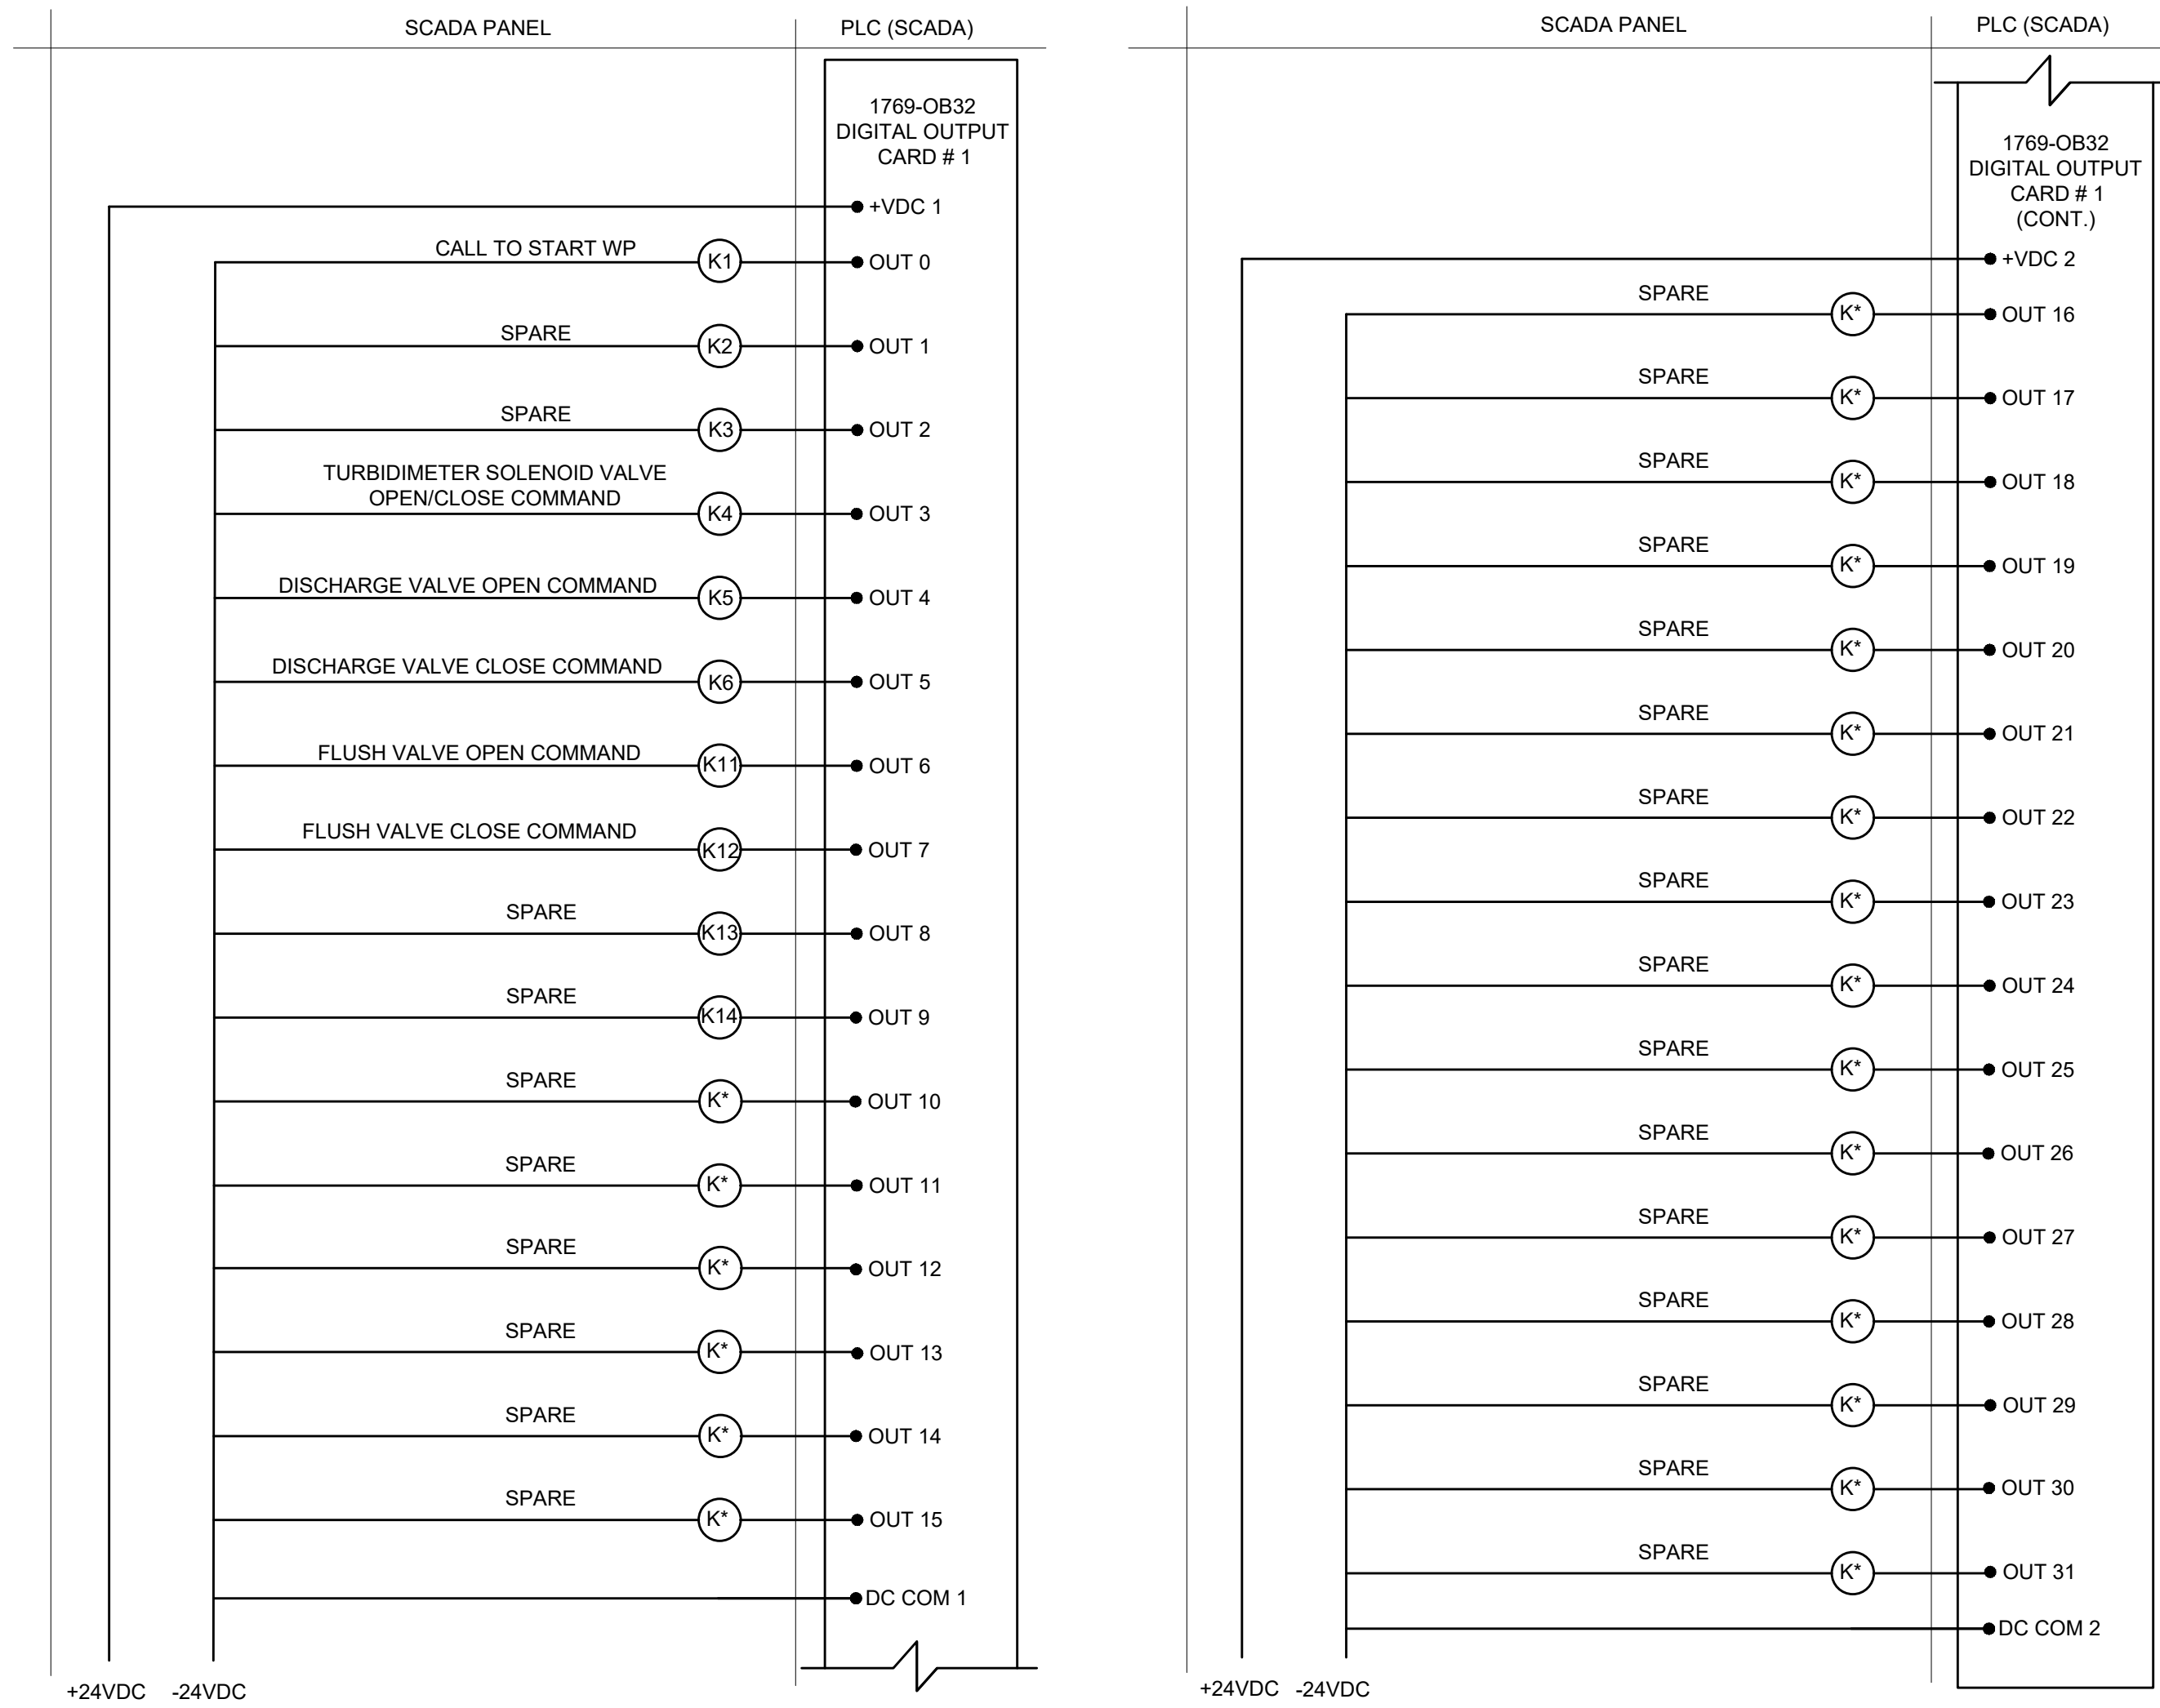 SCADA PANEL
PLC (SCADA)
1769-OB32
DIGITAL OUTPUT
CARD # 1
+VDC 1
CALL TO START WP
K1
OUT 0
SPARE
K2
OUT 1
SPARE
K3
OUT 2
TURBIDIMETER SOLENOID VALVE
OPEN/CLOSE COMMAND
K4
OUT 3
DISCHARGE VALVE OPEN COMMAND
K5
OUT 4
DISCHARGE VALVE CLOSE COMMAND
K6
OUT 5
FLUSH VALVE OPEN COMMAND
K11
OUT 6
FLUSH VALVE CLOSE COMMAND
K12
OUT 7
SPARE
K13
OUT 8
SPARE
K14
OUT 9
SPARE
K*
OUT 10
SPARE
K*
OUT 11
SPARE
K*
OUT 12
SPARE
K*
OUT 13
SPARE
K*
OUT 14
SPARE
K*
OUT 15
DC COM 1
+24VDC
-24VDC
SCADA PANEL
PLC (SCADA)
1769-OB32
DIGITAL OUTPUT
CARD # 1
(CONT.)
+VDC 2
SPARE
K*
OUT 16
SPARE
K*
OUT 17
SPARE
K*
OUT 18
SPARE
K*
OUT 19
SPARE
K*
OUT 20
SPARE
K*
OUT 21
SPARE
K*
OUT 22
SPARE
K*
OUT 23
SPARE
K*
OUT 24
SPARE
K*
OUT 25
SPARE
K*
OUT 26
SPARE
K*
OUT 27
SPARE
K*
OUT 28
SPARE
K*
OUT 29
SPARE
K*
OUT 30
SPARE
K*
OUT 31
DC COM 2
+24VDC
-24VDC